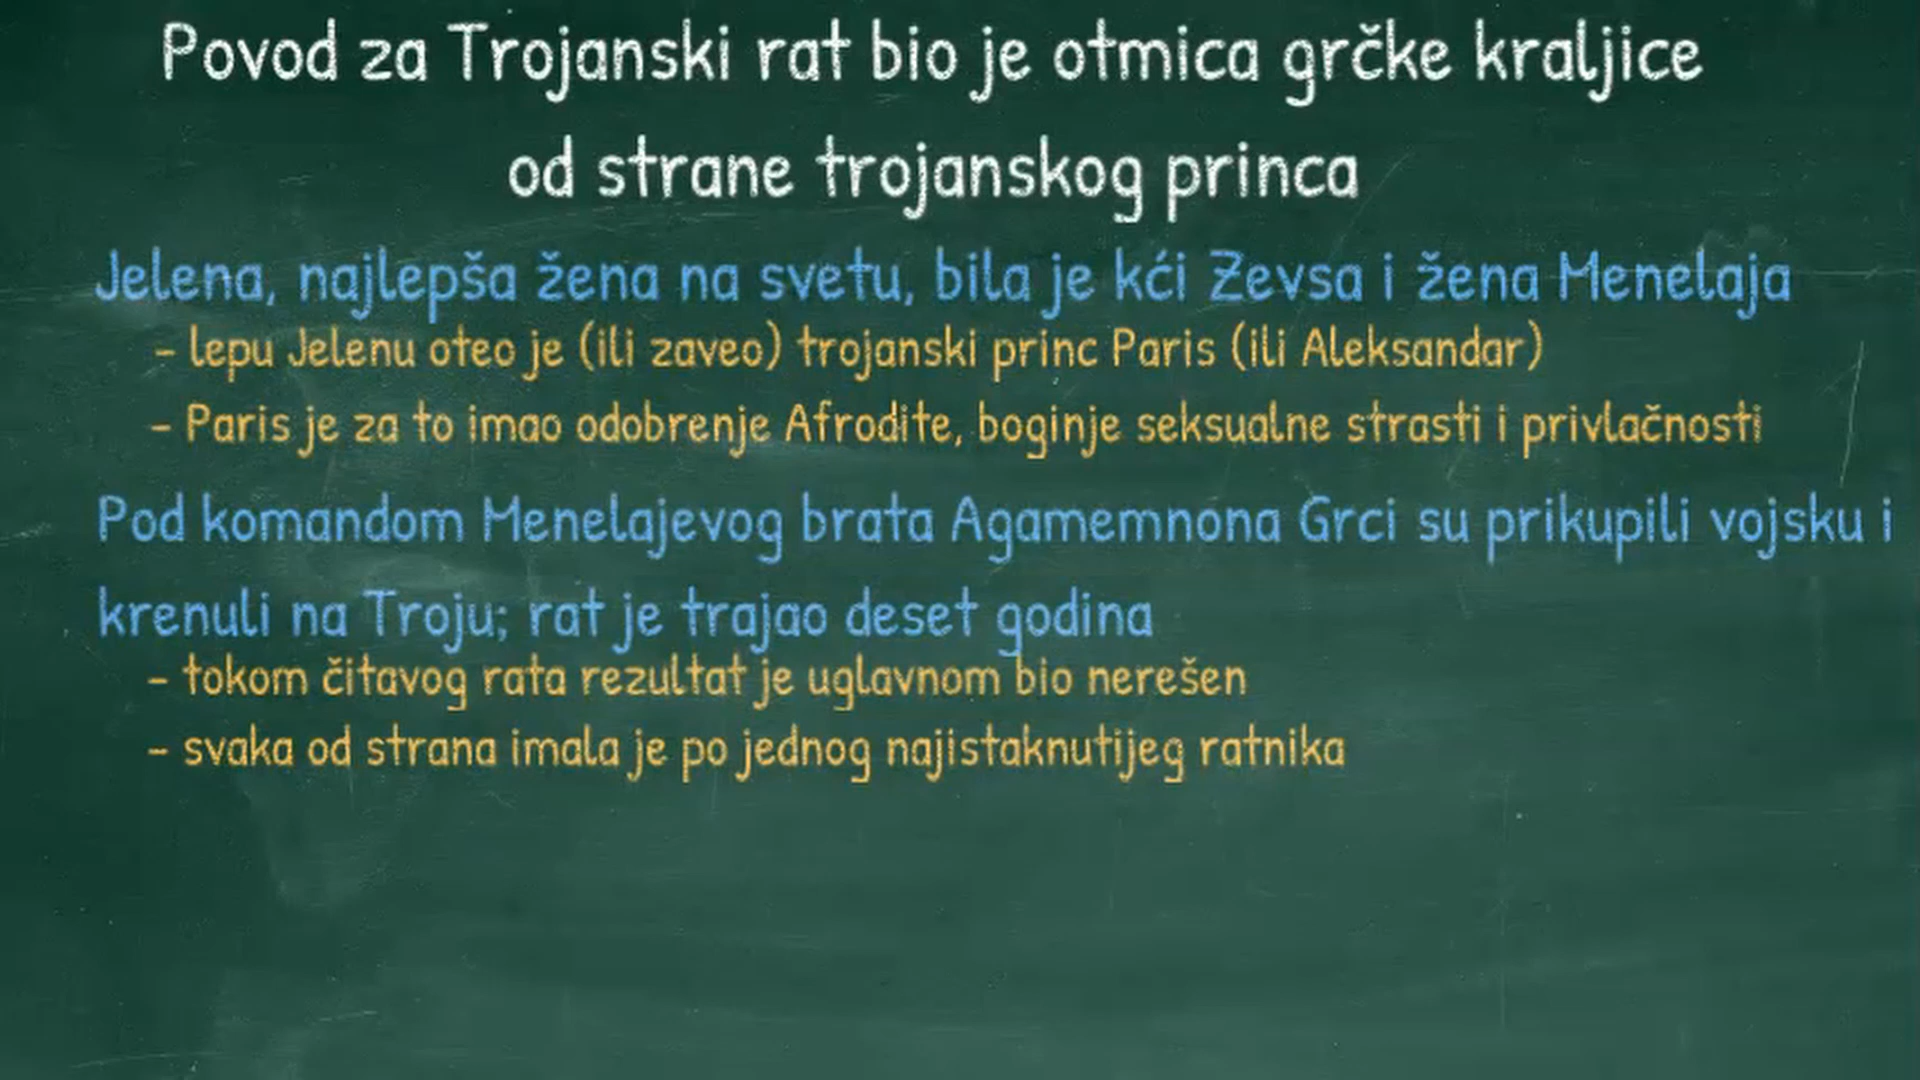 Povod za Trojanski rat bio je otmica grčke kraljice
od strane trojanskog princa
Jelena, najlepša žena na svetu, bila je kći Zevsa i žena Menelaja
- lepu Jelenu oteo je (ili zaveo) trojanski princ Paris (ili Aleksandar)
- Paris je za to imao odobrenje Afrodite, boginje seksualne strasti i privlačnosti
Pod komandom Menelajevog brata Agamemnona Grci su prikupili vojsku i
krenuli na Troju; rat je trajao deset godina
- tokom čitavog rata rezultat je uglavnom bio nerešen
- svaka od strana imala je po jednog najistaknutijeg ratnika